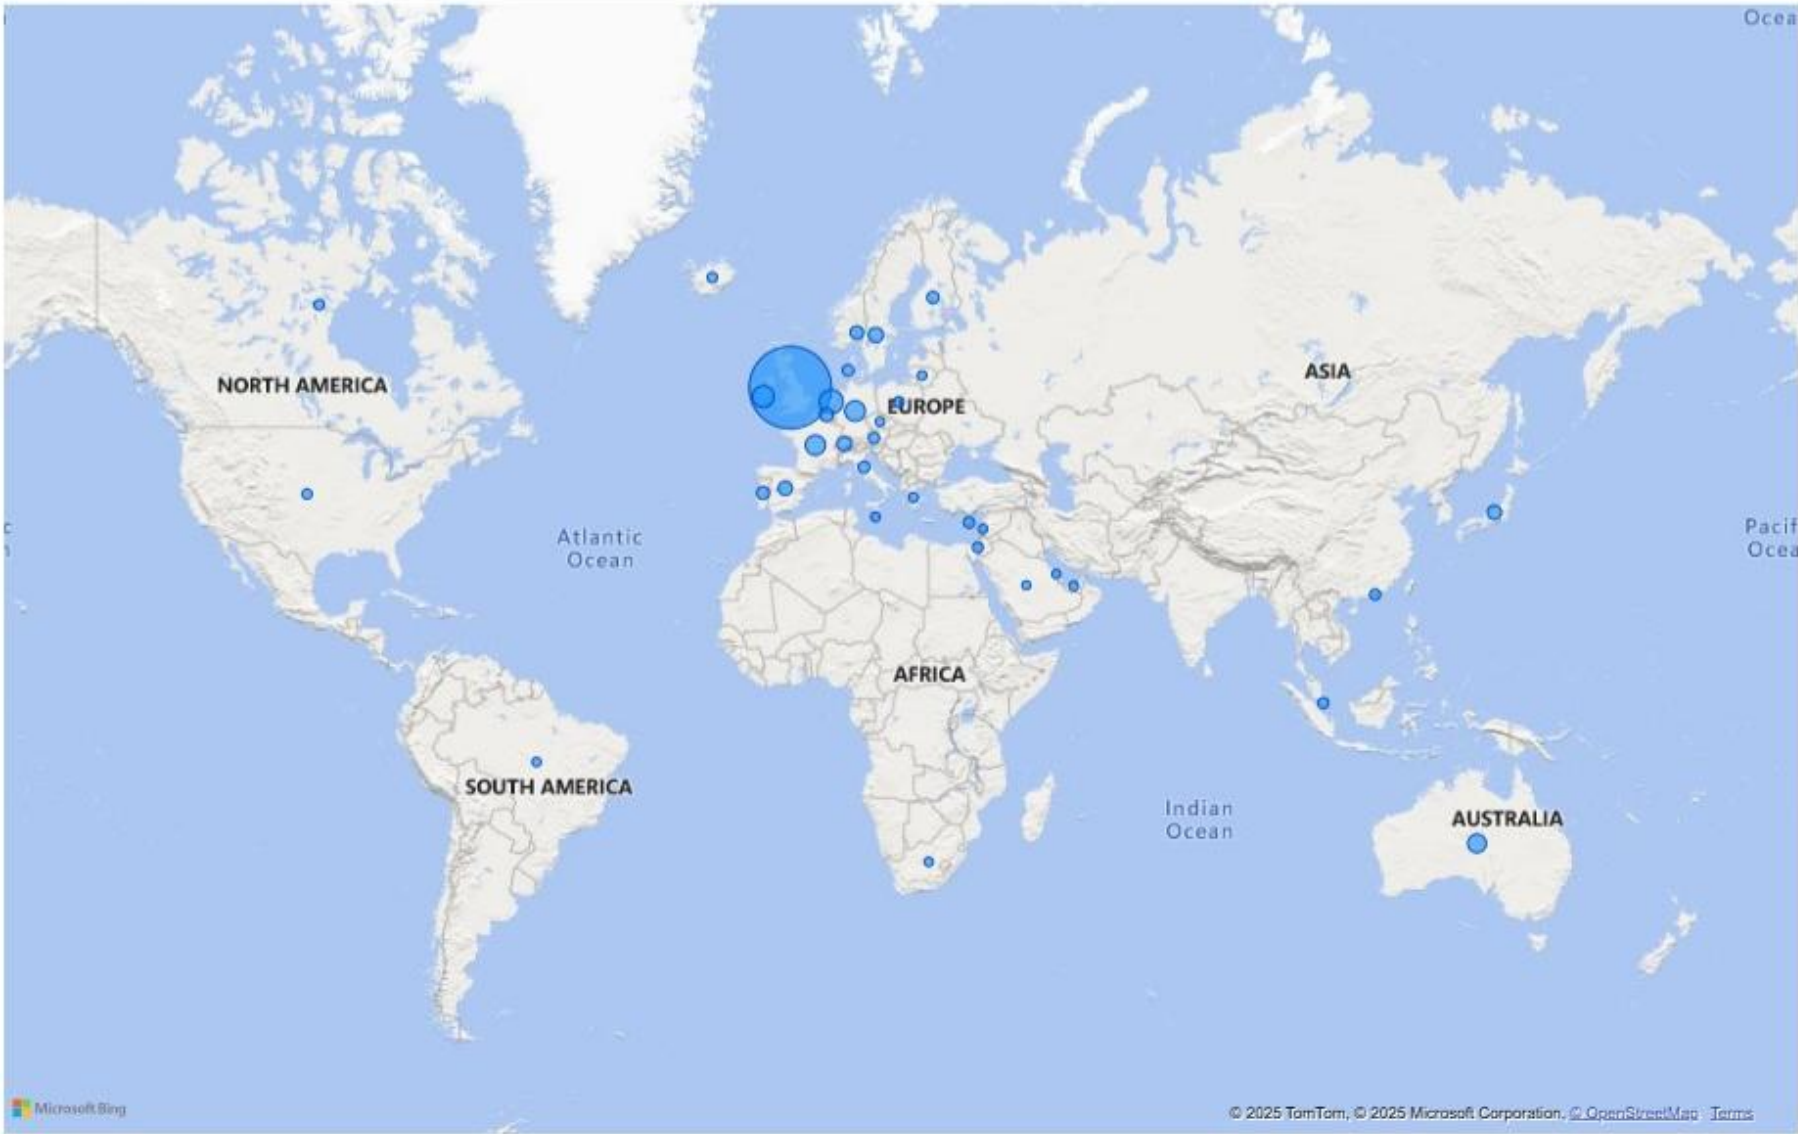 Ocea
NORTH AMERICA
ASIA
EUROPE
Atlantic
Ocean
Pacif
Ocea
AFRICA
SOUTH AMERICA
Indian
Ocean
AUSTRALIA
Microsoft Bing
© 2025 TomTom, © 2025 Microsoft Corporation, © OpenStreetMap Terms